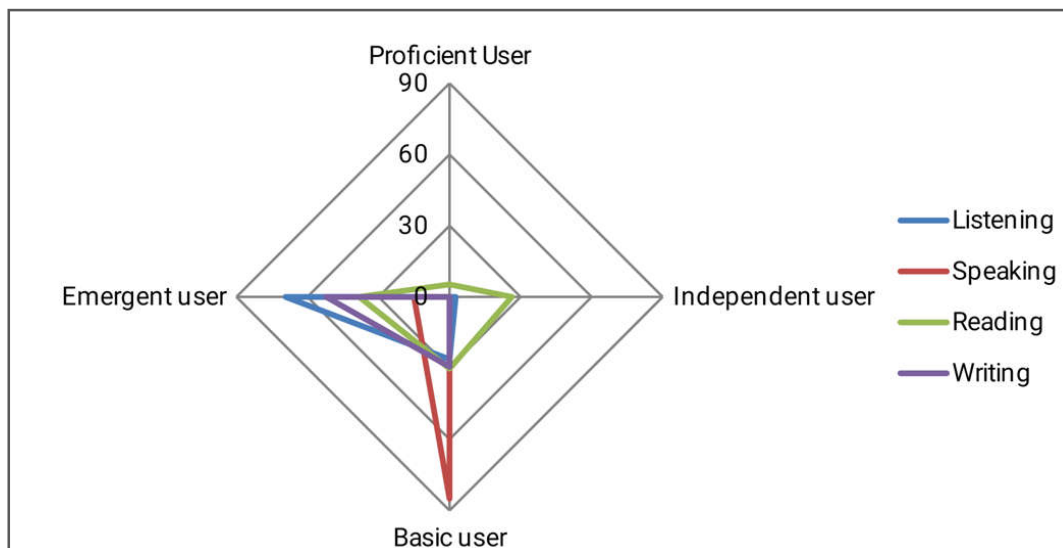 Proficient User
90
60
30
0
Emergent user
Independent user
Basic user
Listening
Speaking
Reading
Writing